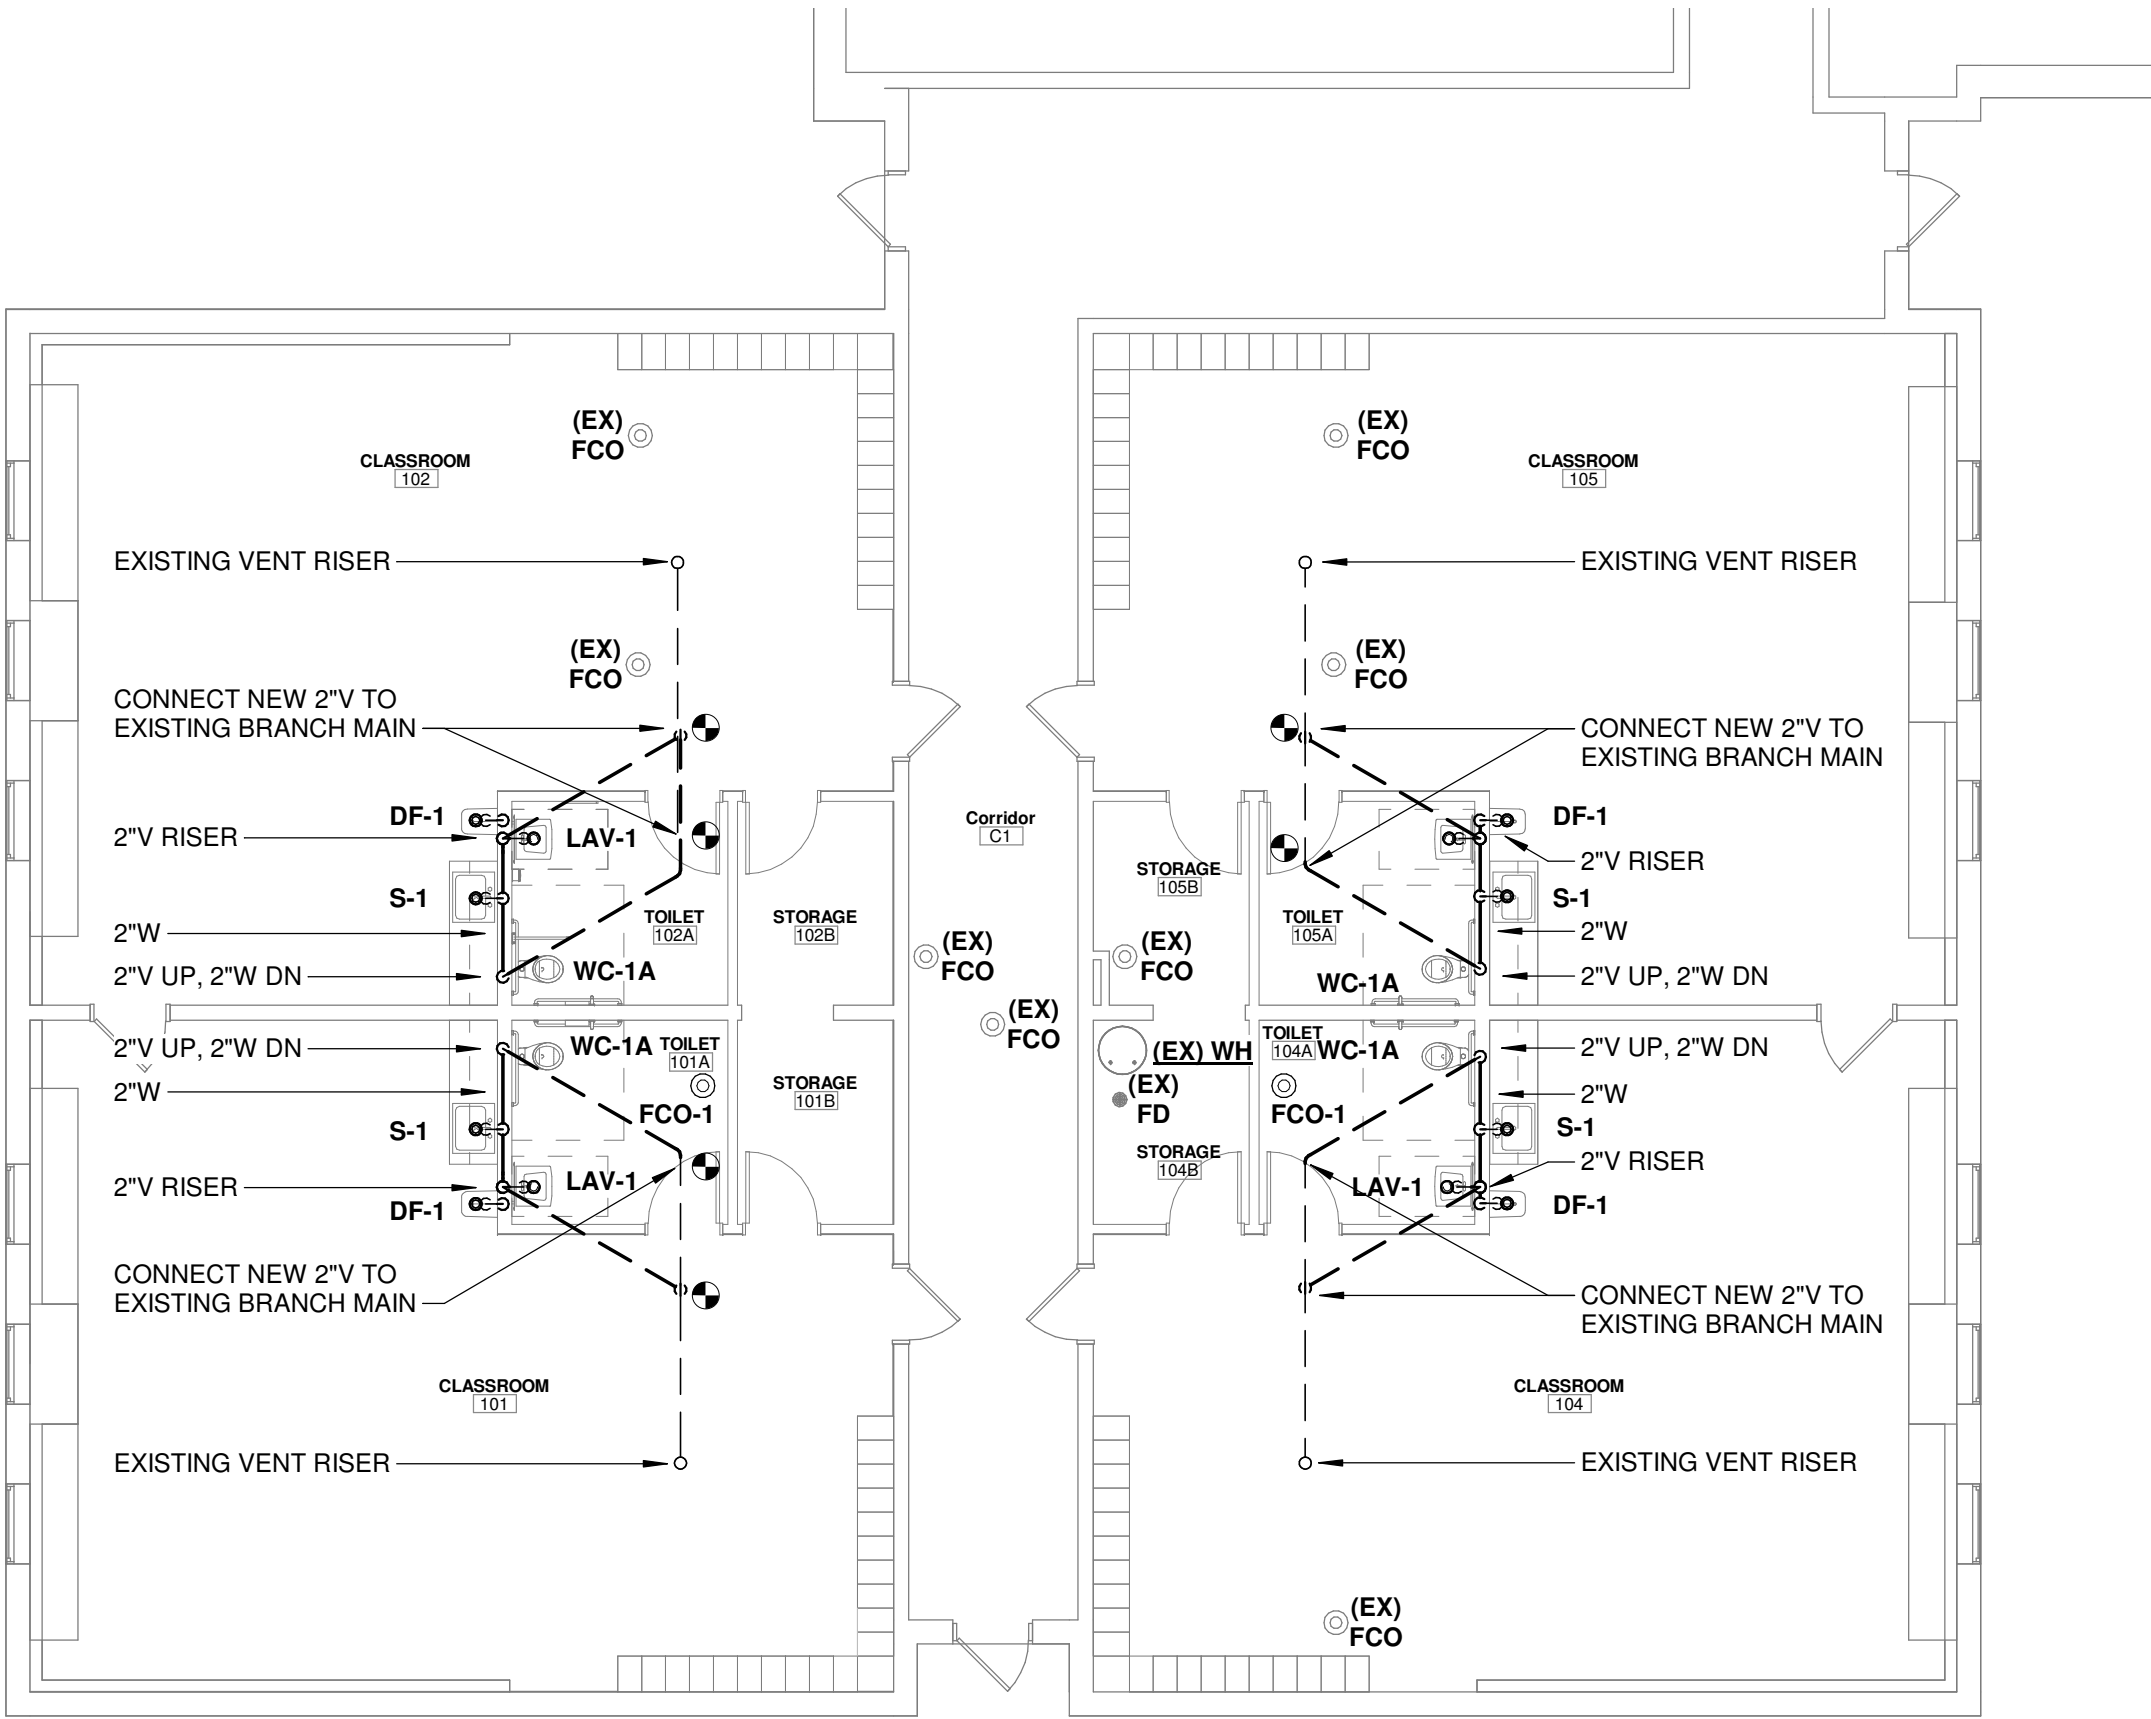 (EX)
FCO
(EX)
FCO
CLASSROOM
102
CLASSROOM
105
EXISTING VENT RISER
EXISTING VENT RISER
(EX)
FCO
(EX)
FCO
CONNECT NEW 2"V TO
EXISTING BRANCH MAIN
CONNECT NEW 2"V TO
EXISTING BRANCH MAIN
DF-1
2"V RISER
LAV-1
Corridor
C1
DF-1
2"V RISER
S-1
STORAGE
105B
S-1
2"W
TOILET
102A
STORAGE
102B
TOILET
105A
2"W
(EX)
FCO
(EX)
FCO
2"V UP, 2"W DN
WC-1A
WC-1A
2"V UP, 2"W DN
(EX)
FCO
2"V UP, 2"W DN
WC-1A
TOILET
101A
(EX) WH
TOILET
104A
WC-1A
2"V UP, 2"W DN
2"W
STORAGE
101B
(EX)
FD
2"W
FCO-1
FCO-1
S-1
S-1
STORAGE
104B
2"V RISER
2"V RISER
LAV-1
LAV-1
DF-1
DF-1
CONNECT NEW 2"V TO
EXISTING BRANCH MAIN
CONNECT NEW 2"V TO
EXISTING BRANCH MAIN
CLASSROOM
101
CLASSROOM
104
EXISTING VENT RISER
EXISTING VENT RISER
(EX)
FCO